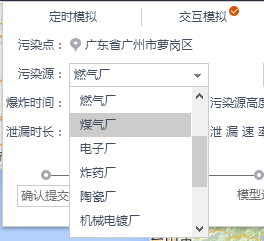 定时模拟 交互模拟
污染点： 广东省广州市萝岗区
污染源： 燃气厂
爆炸时间： 燃气厂 污染源高度
煤气厂
泄漏时长： 电子厂 泄 漏 速 率
炸药厂
陶瓷厂
确认提交 机械电镀厂 模型